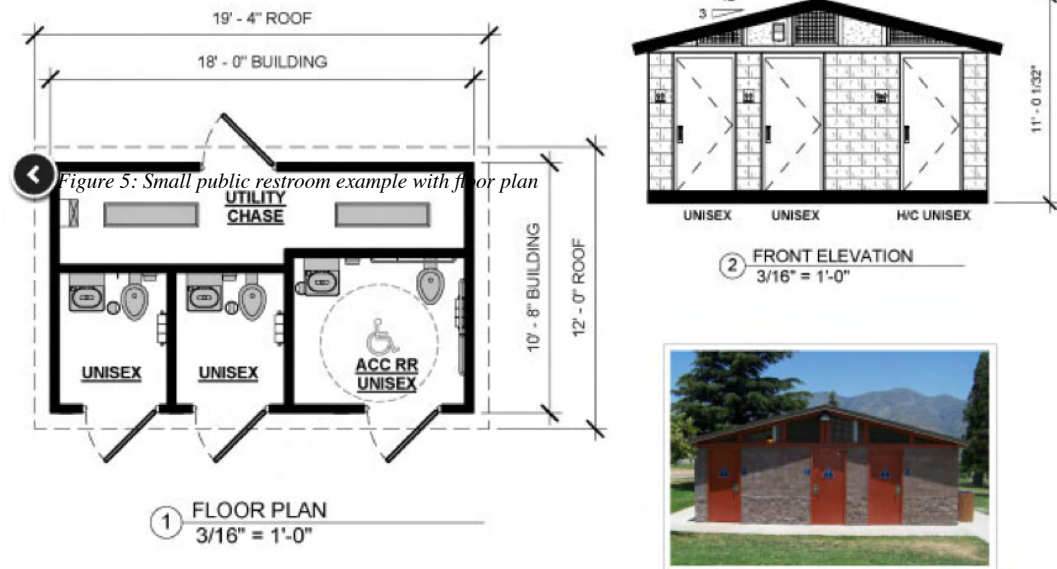 19' - 4" ROOF
18' - 0" BUILDING
Figure 5: Small public restroom example with floor plan
UTILITY
CHASE
UNISEX
UNISEX
ACC RR
UNISEX
10' - 8" BUILDING
12' - 0" ROOF
1
FLOOR PLAN
3/16" = 1'-0"
3
11' - 0 1/32"
UNISEX
UNISEX
H/C UNISEX
2
FRONT ELEVATION
3/16" = 1'-0"